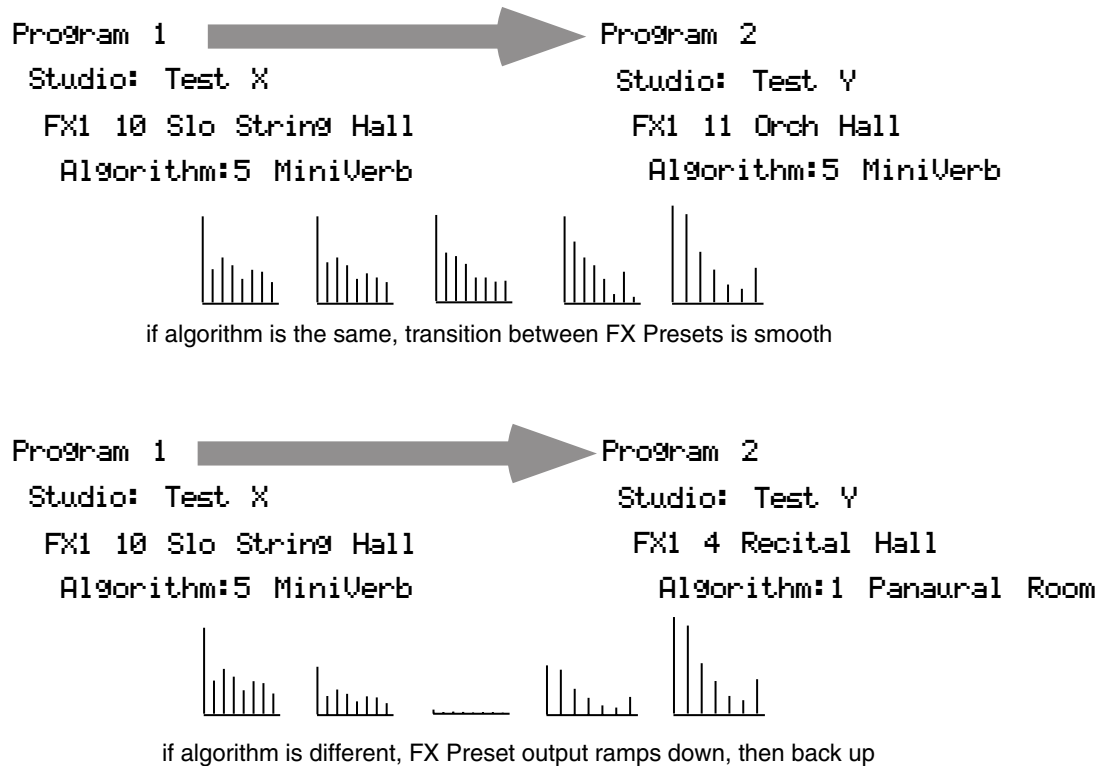 Program 1
Program 2
Studio: Test X
Studio: Test Y
FX1 10 Slo String Hall
FX1 11 Orch Hall
Algorithm:5 MiniVerb
Algorithm:5 MiniVerb
if algorithm is the same, transition between FX Presets is smooth
Program 1
Program 2
Studio: Test X
Studio: Test Y
FX1 10 Slo String Hall
FX1 4 Recital Hall
Algorithm:5 MiniVerb
Algorithm:1 Panaural Room
if algorithm is different, FX Preset output ramps down, then back up